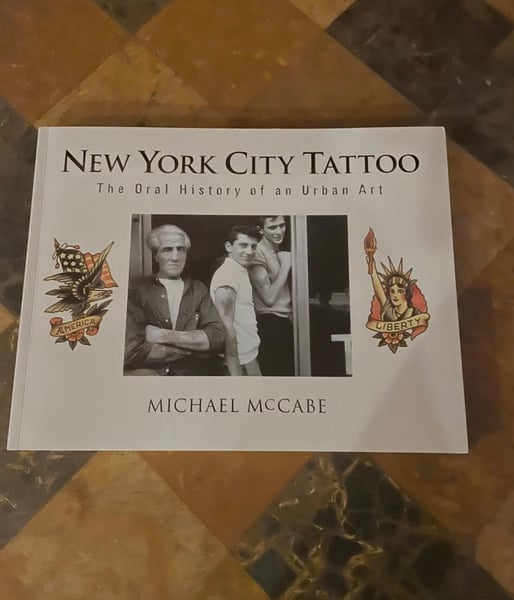 NEW YORK CITY TATTOO
The Oral History of an Urban Art
AMERICA
LIBERTY
MICHAEL McCABE